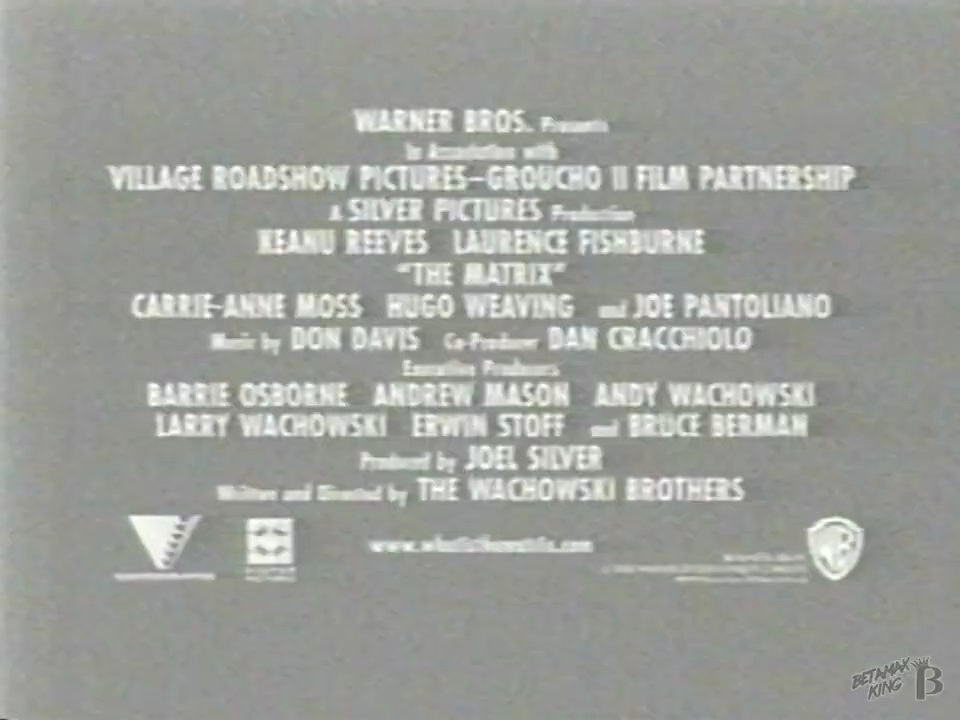 WARNER BROS. Presents
In Association with
VILLAGE ROADSHOW PICTURES–GROUCHO II FILM PARTNERSHIP
A SILVER PICTURES Production
KEANU REEVES LAURENCE FISHBURNE
"THE MATRIX"
CARRIE-ANNE MOSS HUGO WEAVING and JOE PANTOLIANO
Music by DON DAVIS Co-Producer DAN CRACCHIOLO
Executive Producers
BARRIE OSBORNE ANDREW MASON ANDY WACHOWSKI
LARRY WACHOWSKI ERWIN STOFF and BRUCE BERMAN
Produced by JOEL SILVER
Written and Directed by THE WACHOWSKI BROTHERS
www.whatisthematrix.com
BETAMAX
KING B